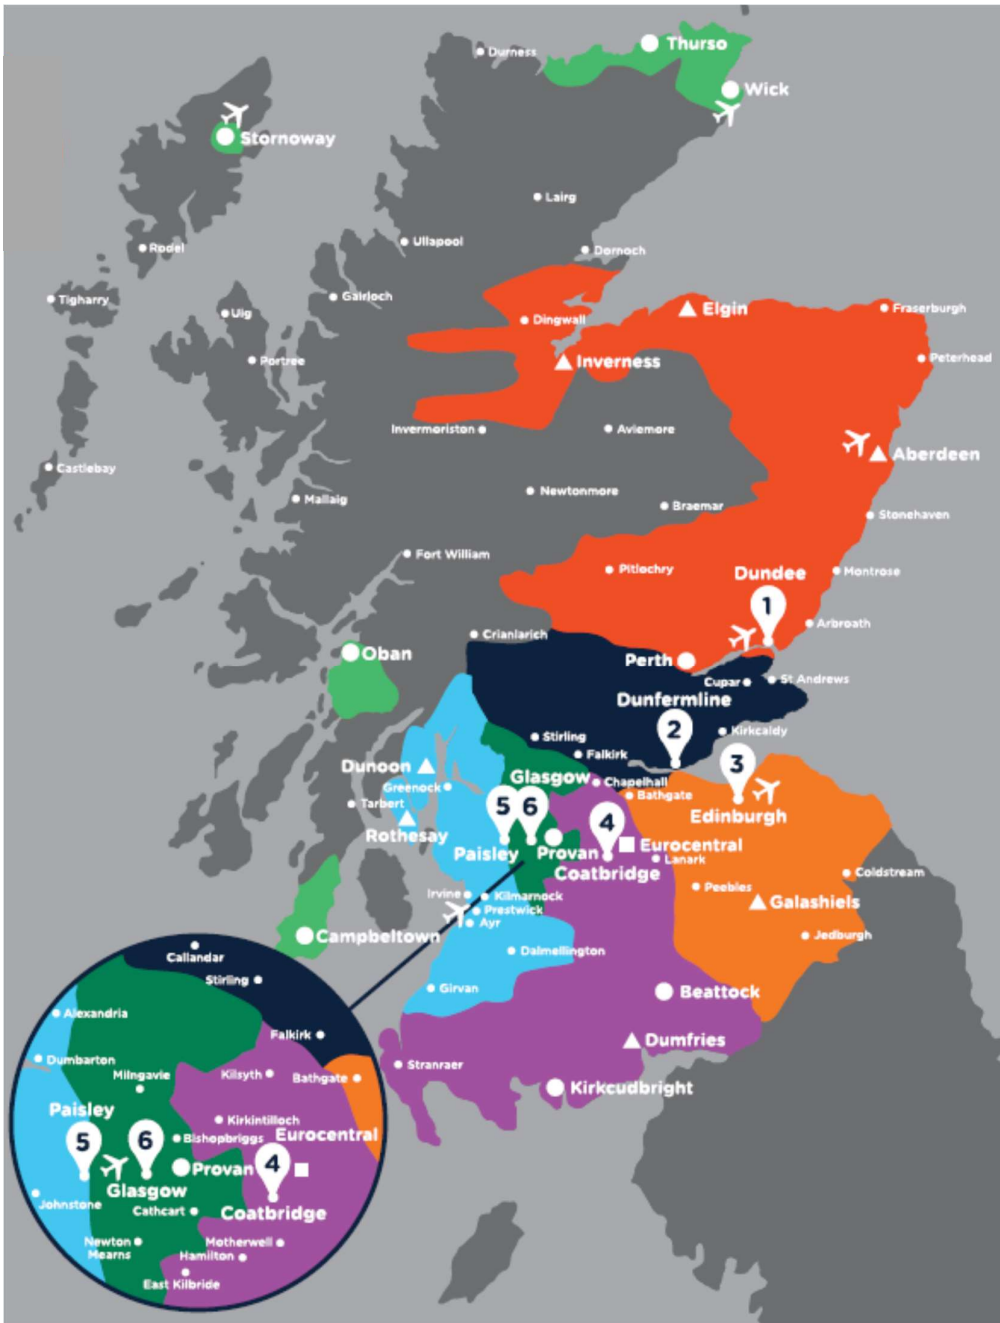 Durness
Thurso
Wick
Stornoway
Lairg
Ullapool
Rodel
Dornoch
Tigharry
Uig
Gairloch
Dingwall
Elgin
Fraserburgh
Portree
Inverness
Peterhead
Invermoriston
Aviemore
Aberdeen
Castlebay
Mallaig
Newtonmore
Braemar
Stonehaven
Fort William
Pitlochry
Dundee
Montrose
1
Arbroath
Crianlarich
Oban
Perth
Cupar
St Andrews
Dunfermline
2
Stirling
Kirkcaldy
Falkirk
3
Dunoon
Glasgow
Chapelhall
Greenock
Bathgate
Tarbert
5
6
4
Edinburgh
Rothesay
Paisley
Provan
Eurocentral
Lanark
Coatbridge
Coldstream
Peebles
Irvine
Kilmarnock
Galashiels
Prestwick
Ayr
Campbeltown
Jedburgh
Dalmellington
Girvan
Beattock
Dumfries
Stranraer
Kirkcudbright
Callandar
Stirling
Alexandria
Falkirk
Dumbarton
Milngavie
Kilsyth
Bathgate
Paisley
Kirkintilloch
5
6
Bishopbriggs
Eurocentral
4
Provan
Glasgow
Johnstone
Cathcart
Coatbridge
Newton
Mearns
Motherwell
Hamilton
East Kilbride